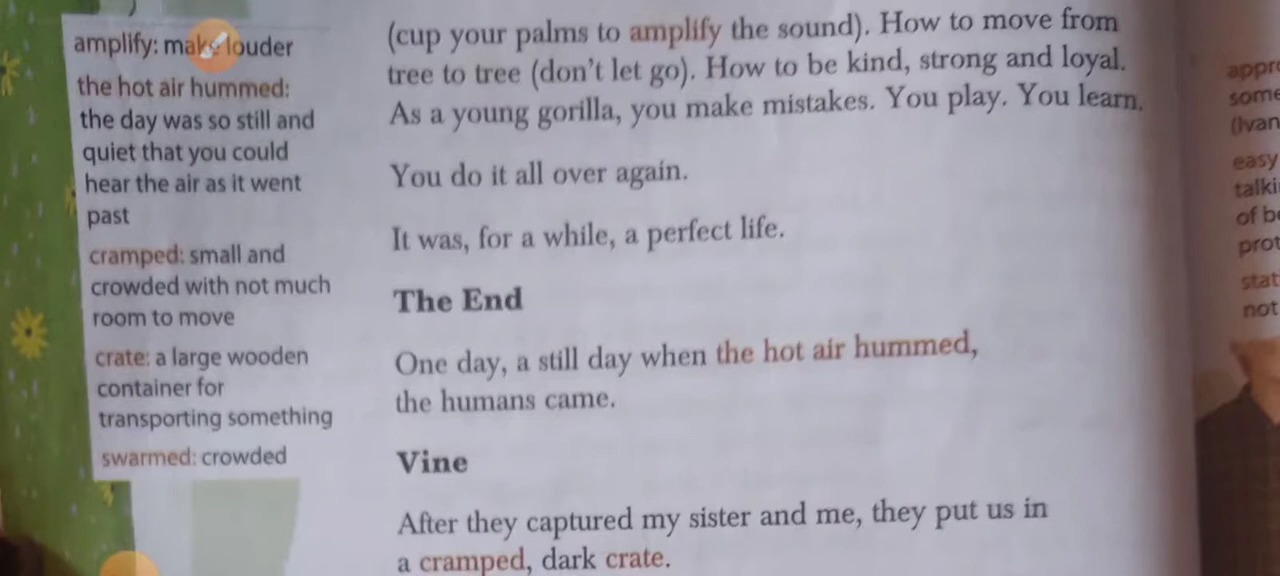 amplify: make louder
the hot air hummed:
the day was so still and
quiet that you could
hear the air as it went
past
cramped: small and
crowded with not much
room to move
crate: a large wooden
container for
transporting something
swarmed: crowded
(cup your palms to amplify the sound). How to move from
tree to tree (don't let go). How to be kind, strong and loyal.
As a young gorilla, you make mistakes. You play. You learn.
You do it all over again.
It was, for a while, a perfect life.
The End
One day, a still day when the hot air hummed,
the humans came.
Vine
After they captured my sister and me, they put us in
a cramped, dark crate.
(Ivan
easy
of
not